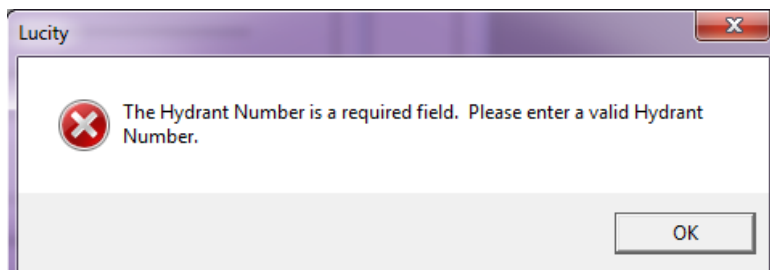 Lucity
The Hydrant Number is a required field.  Please enter a valid Hydrant
Number.
OK